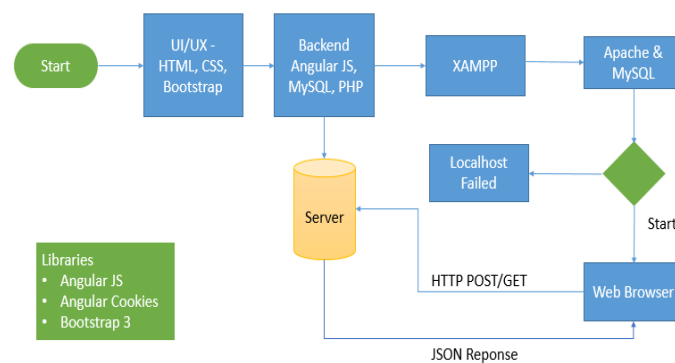 Start
UI/UX -
HTML, CSS,
Bootstrap
Backend
Angular JS,
MySQL, PHP
XAMPP
Apache &
MySQL
Localhost
Failed
Server
Start
Libraries
• Angular JS
• Angular Cookies
• Bootstrap 3
HTTP POST/GET
Web Browser
JSON Reponse